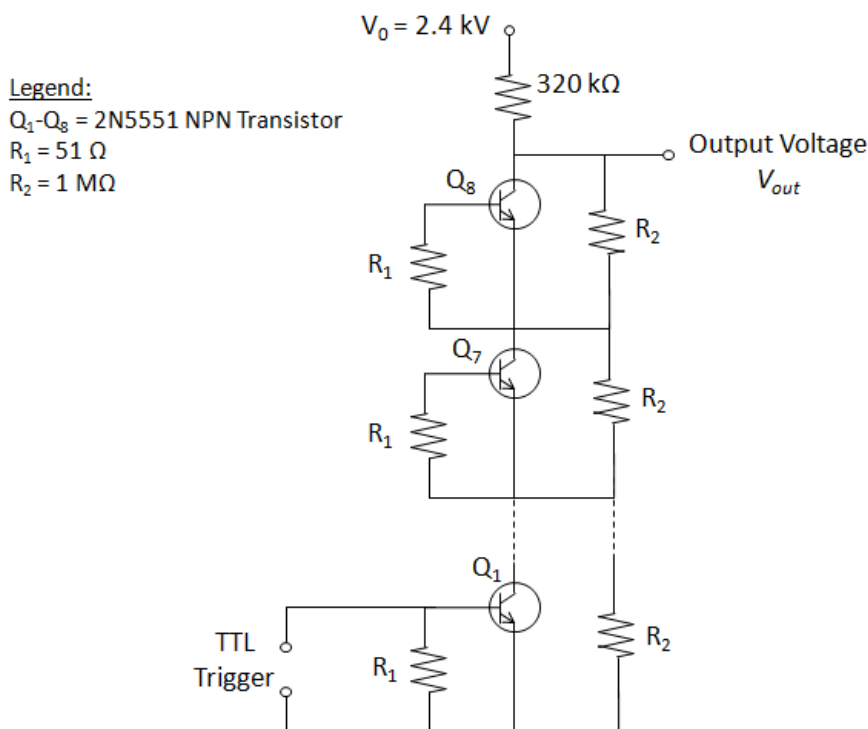 V₀ = 2.4 kV
Legend:
Q₁-Q₈ = 2N5551 NPN Transistor
R₁ = 51 Ω
R₂ = 1 MΩ
320 kΩ
Output Voltage
Vout
Q₈
R₁
R₂
Q₇
R₁
R₂
Q₁
TTL
Trigger
R₁
R₂